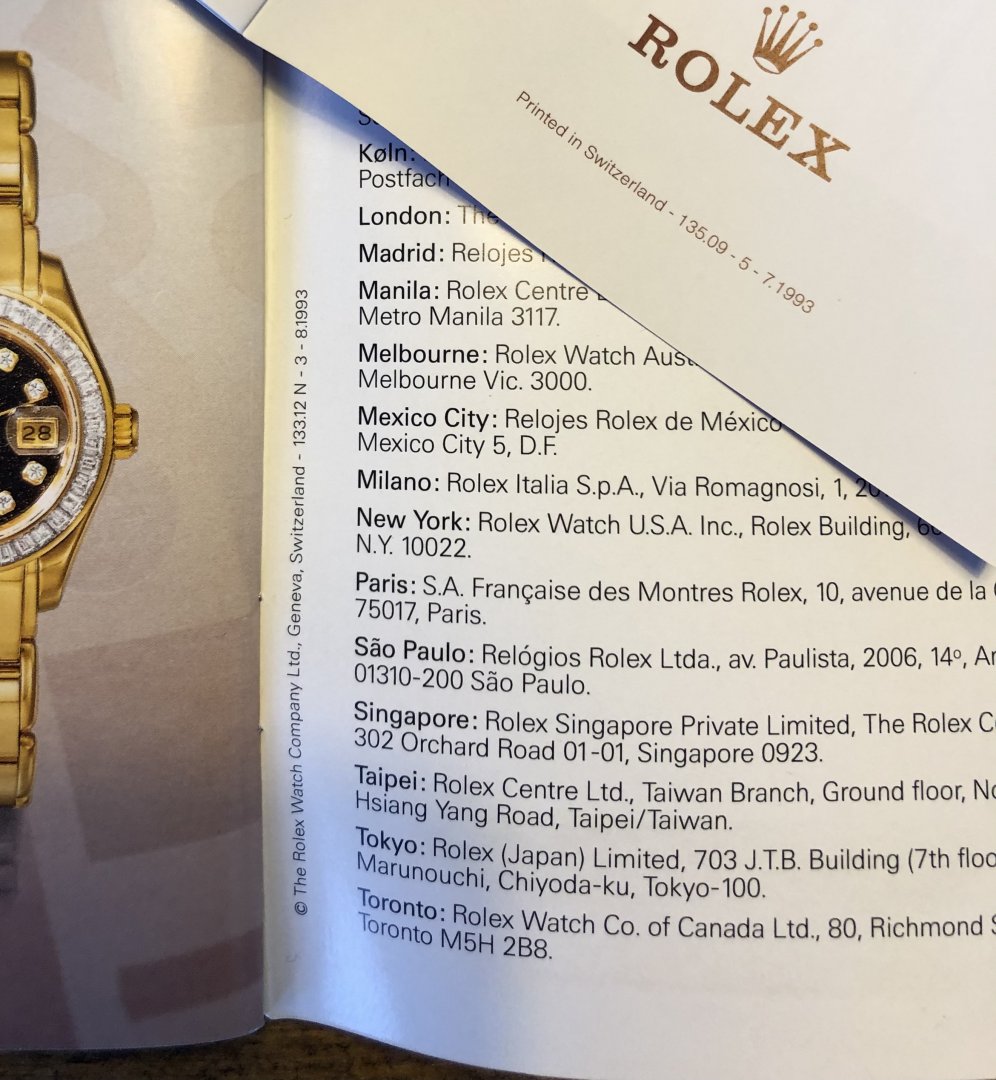 ROLEX
Printed in Switzerland - 135.09 - 5 - 7.1993
Køln:
Postfach
London: The
Madrid: Relojes
Manila: Rolex Centre
Metro Manila 3117.
Melbourne: Rolex Watch
Melbourne Vic. 3000.
Mexico City: Relojes Rolex de México
Mexico City 5, D.F.
Milano: Rolex Italia S.p.A., Via Romagnosi, 1,
New York: Rolex Watch U.S.A. Inc., Rolex Building,
N.Y. 10022.
Paris: S.A. Française des Montres Rolex, 10, avenue de la
75017, Paris.
São Paulo: Relógios Rolex Ltda., av. Paulista, 2006, 14º,
01310-200 São Paulo.
Singapore: Rolex Singapore Private Limited, The Rolex
302 Orchard Road 01-01, Singapore 0923.
Taipei: Rolex Centre Ltd., Taiwan Branch, Ground floor,
Hsiang Yang Road, Taipei/Taiwan.
Tokyo: Rolex (Japan) Limited, 703 J.T.B. Building (7th
Marunouchi, Chiyoda-ku, Tokyo-100.
Toronto: Rolex Watch Co. of Canada Ltd., 80, Richmond
Toronto M5H 2B8.
© The Rolex Watch Company Ltd., Geneva, Switzerland - 133.12 N - 3 - 8.1993
28